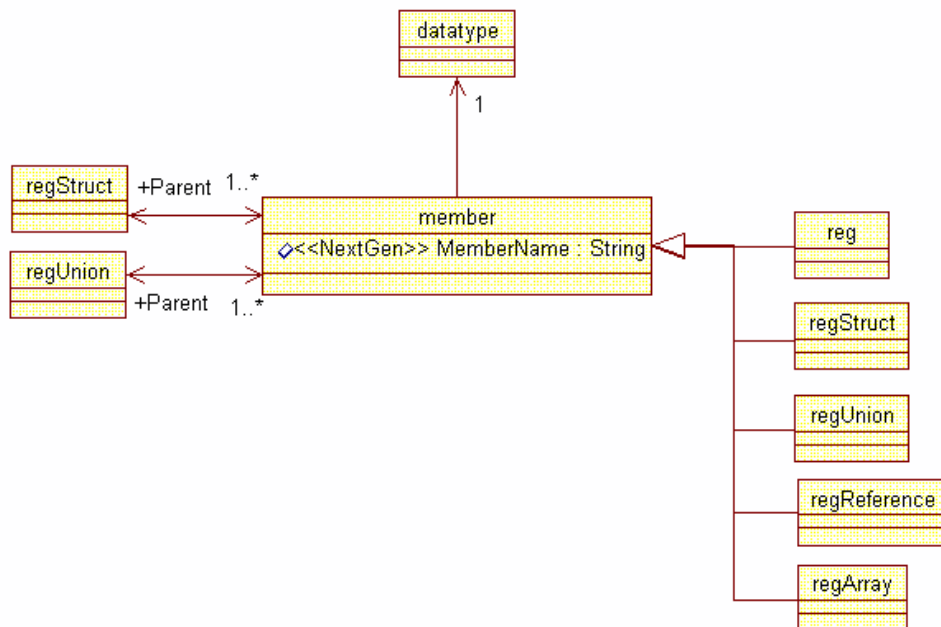 datatype
1
regStruct
+Parent
1..*
member
<<NextGen>> MemberName : String
regUnion
+Parent
1..*
reg
regStruct
regUnion
regReference
regArray